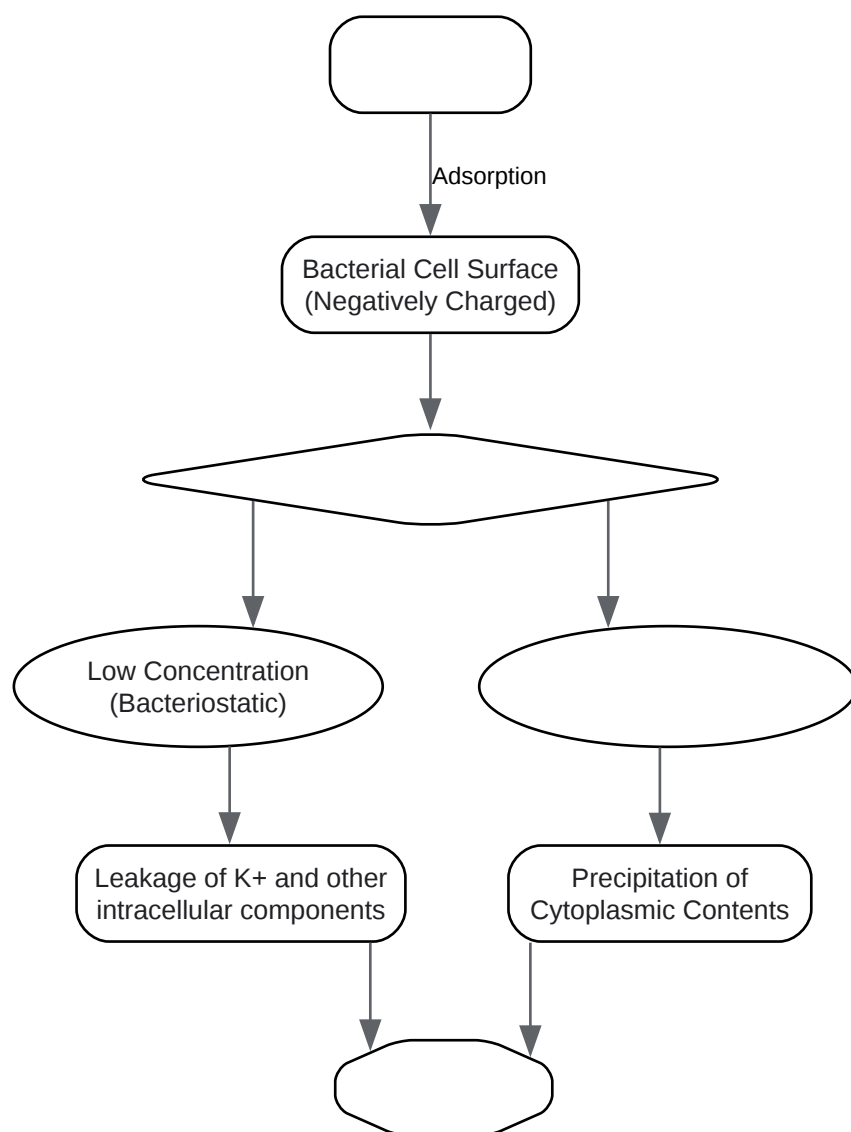 Adsorption
Bacterial Cell Surface
(Negatively Charged)
Low Concentration
(Bacteriostatic)
Leakage of K+ and other
intracellular components
Precipitation of
Cytoplasmic Contents